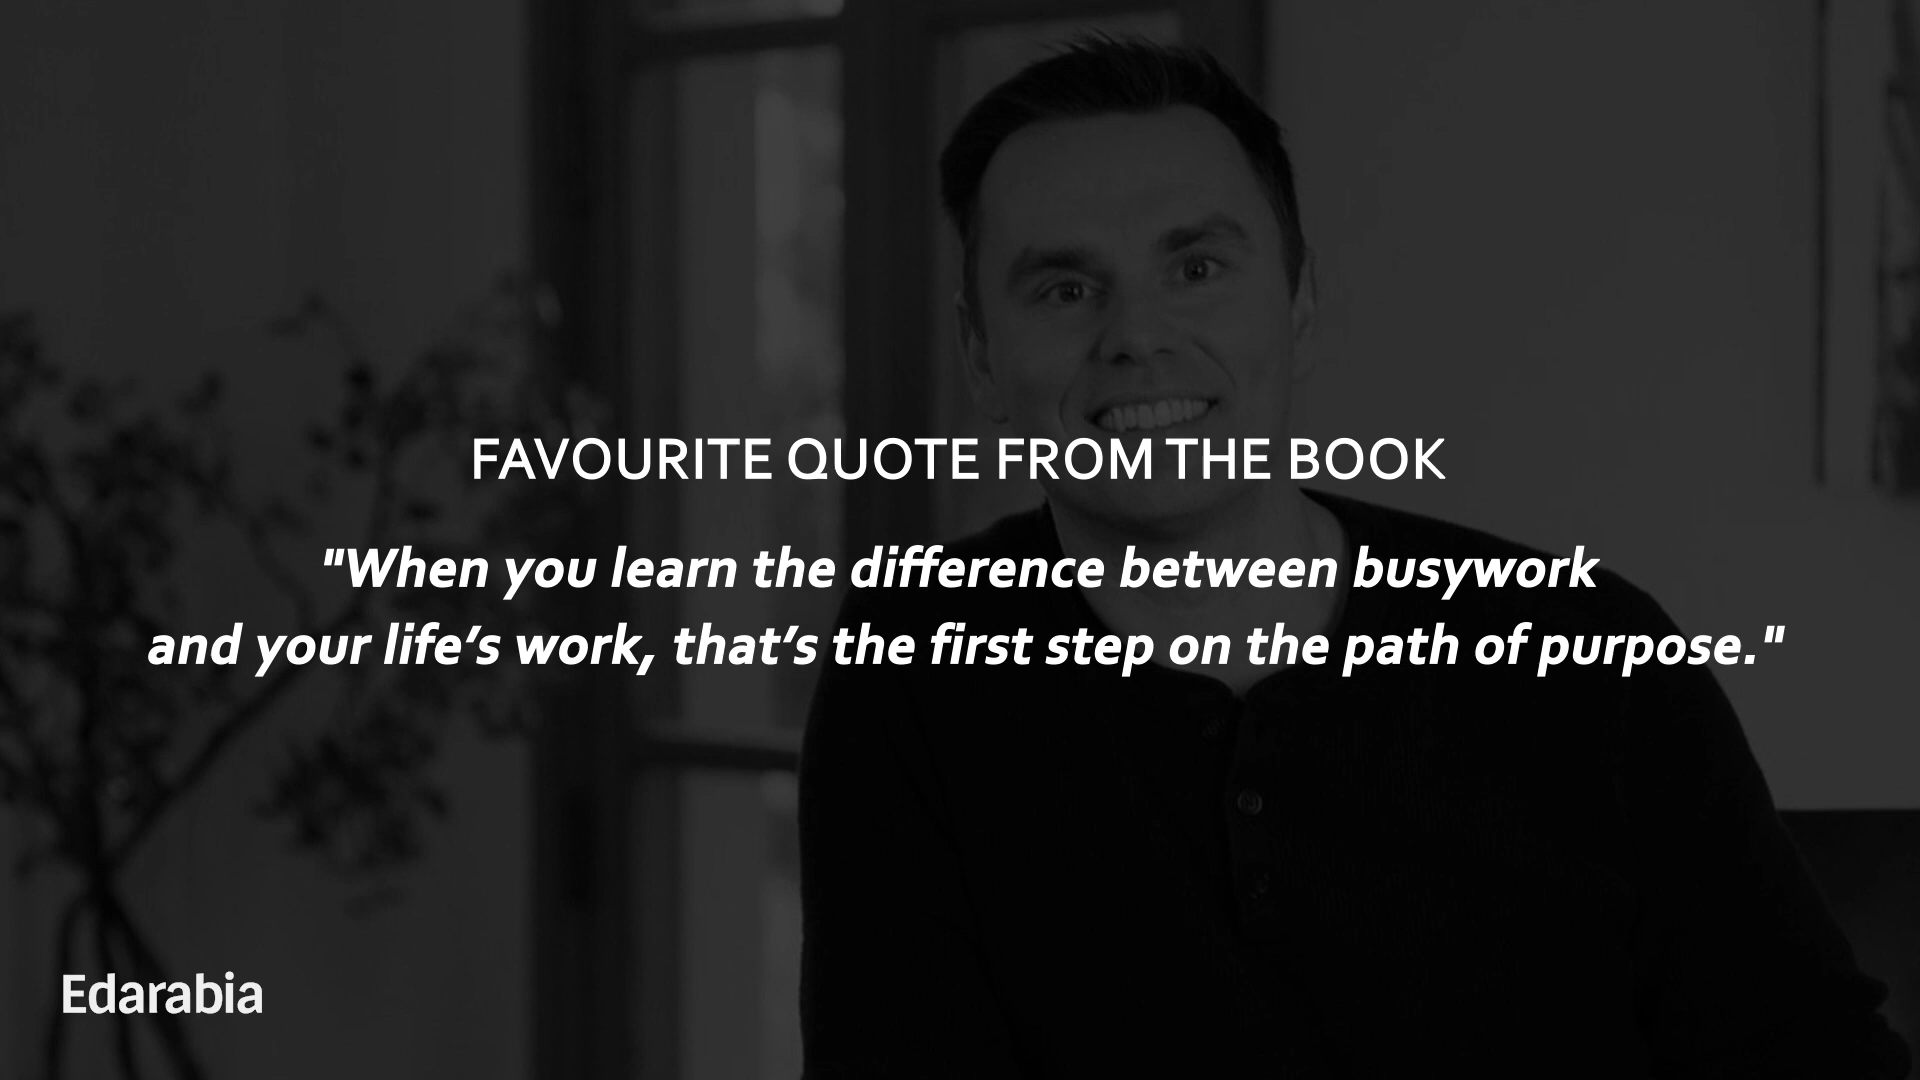 FAVOURITE QUOTE FROM THE BOOK
"When you learn the difference between busywork
and your life’s work, that’s the first step on the path of purpose."
Edarabia